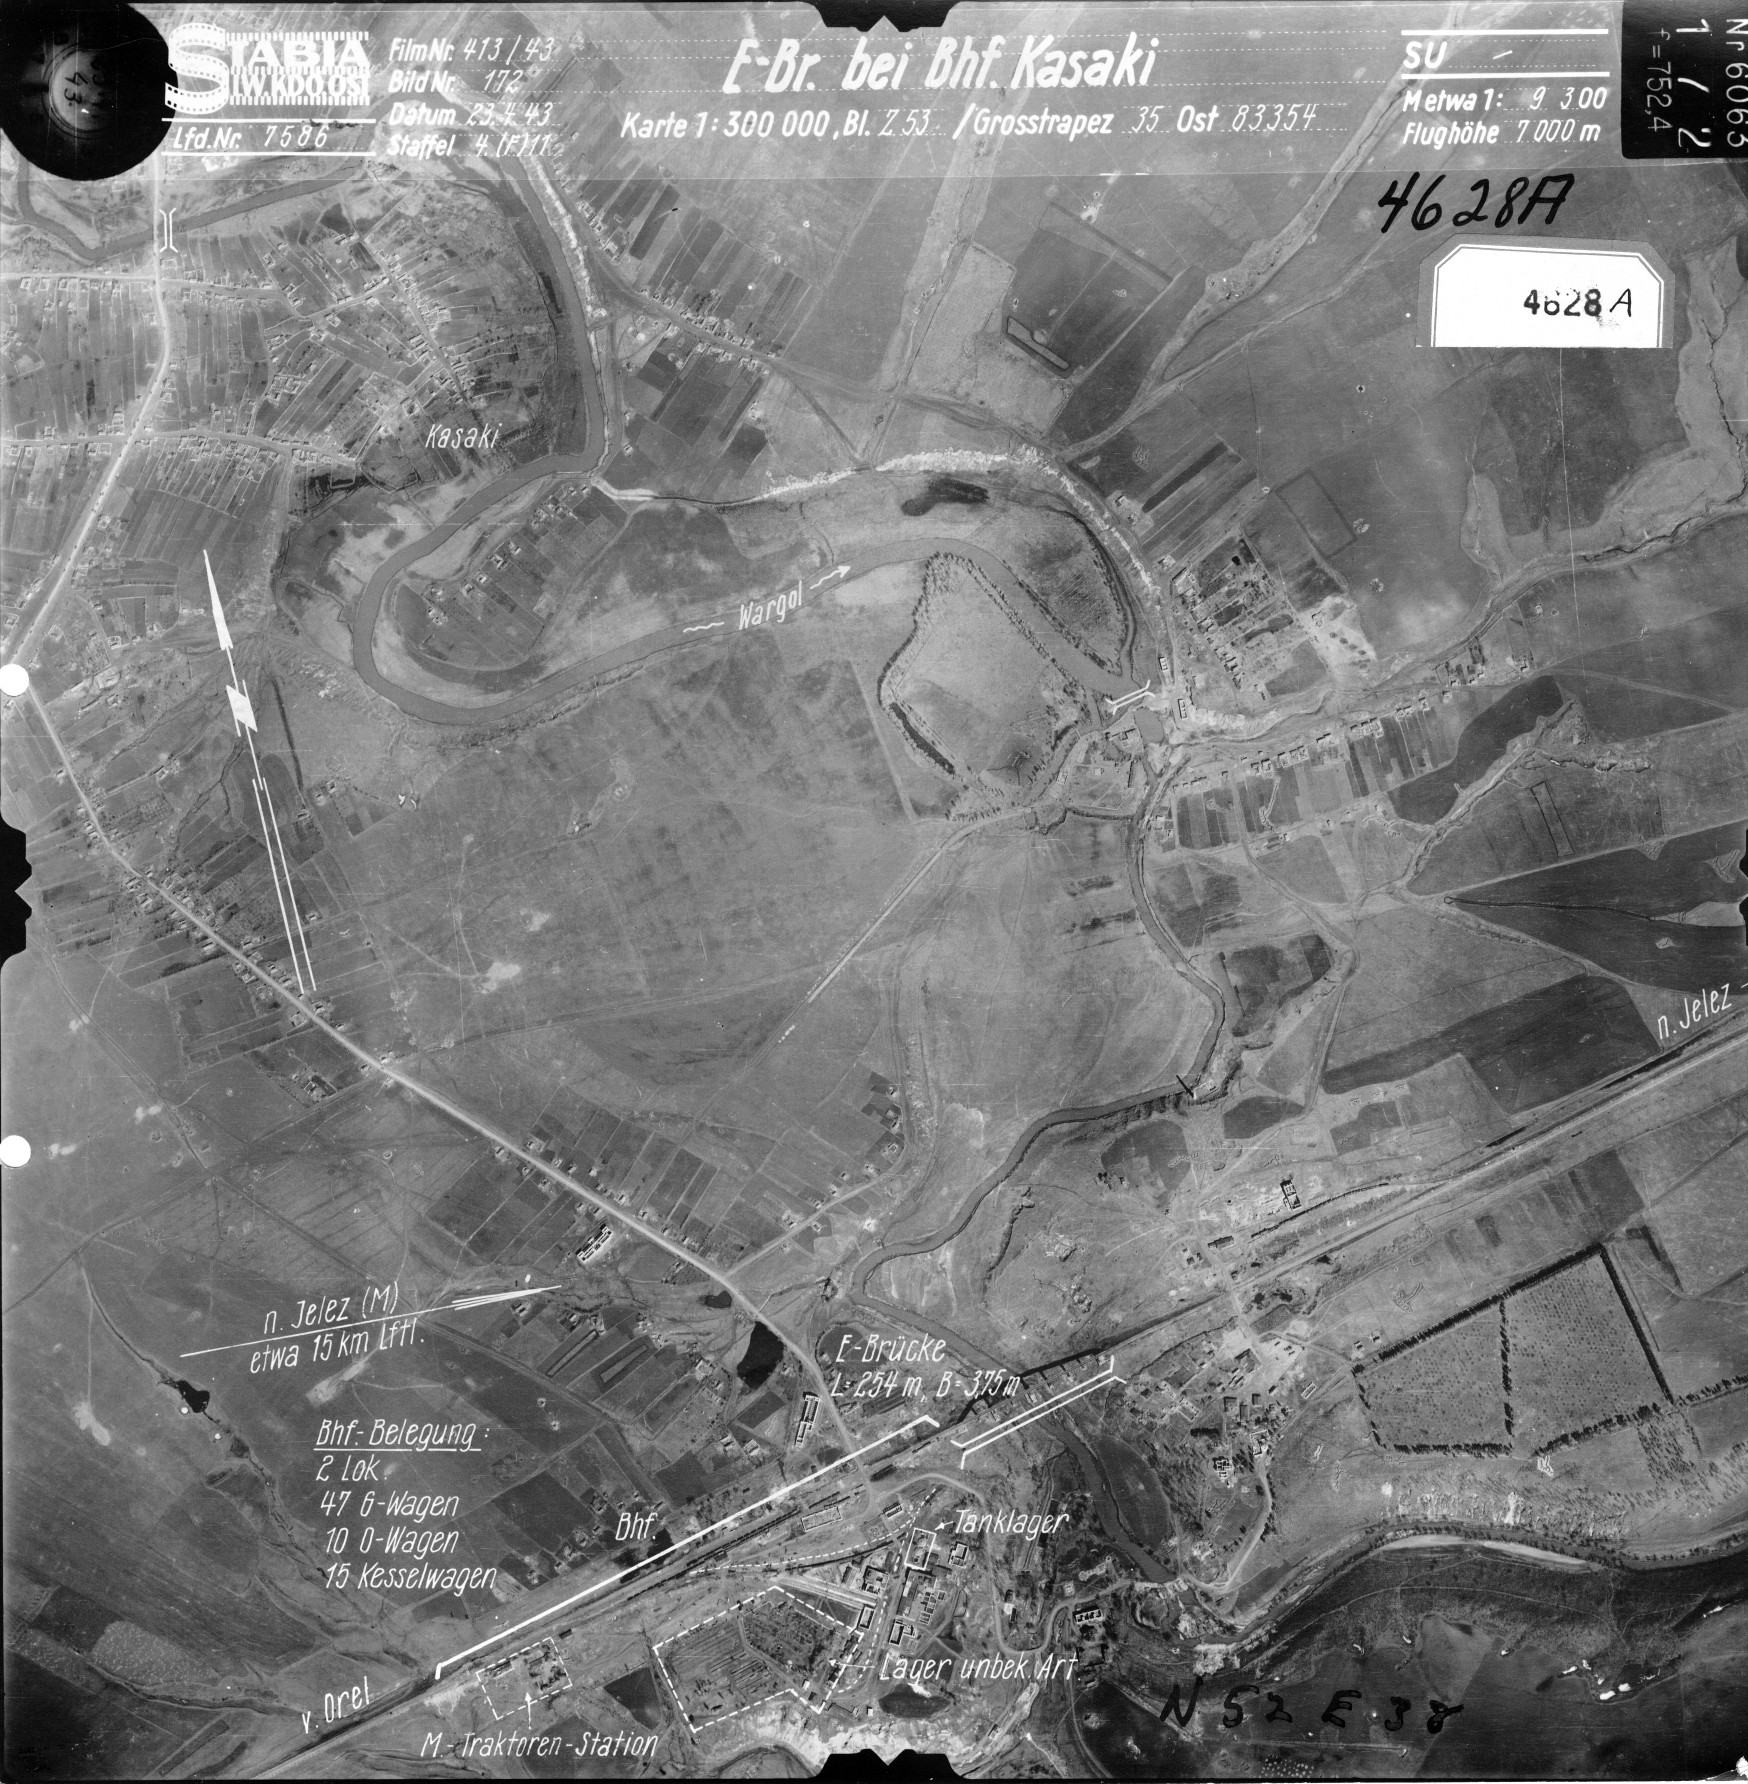 STABIA
L.W.KDO.OST
Lfd.Nr. 7586
Film Nr. 413/43
Bild Nr. 172
Datum 23.4.43
Staffel 4.(F)11
E-Br. bei Bhf. Kasaki
Karte 1:300 000, Bl. Z 53 / Grosstrapez 35 Ost 83354
SU -
M etwa 1: 9 300
Flughöhe 7000 m
Nr 6063
1/2
f=752,4
4628A
4628 A
Kasaki
Wargol
n. Jelez
n. Jelez (M)
etwa 15 km Lftl.
E-Brücke
L=254 m, B=3,75m
Bhf.-Belegung:
2 Lok.
47 G-Wagen
10 O-Wagen
15 Kesselwagen
Bhf.
Tanklager
Lager unbek. Art
v. Orel
M.-Traktoren-Station
N 52 E 38